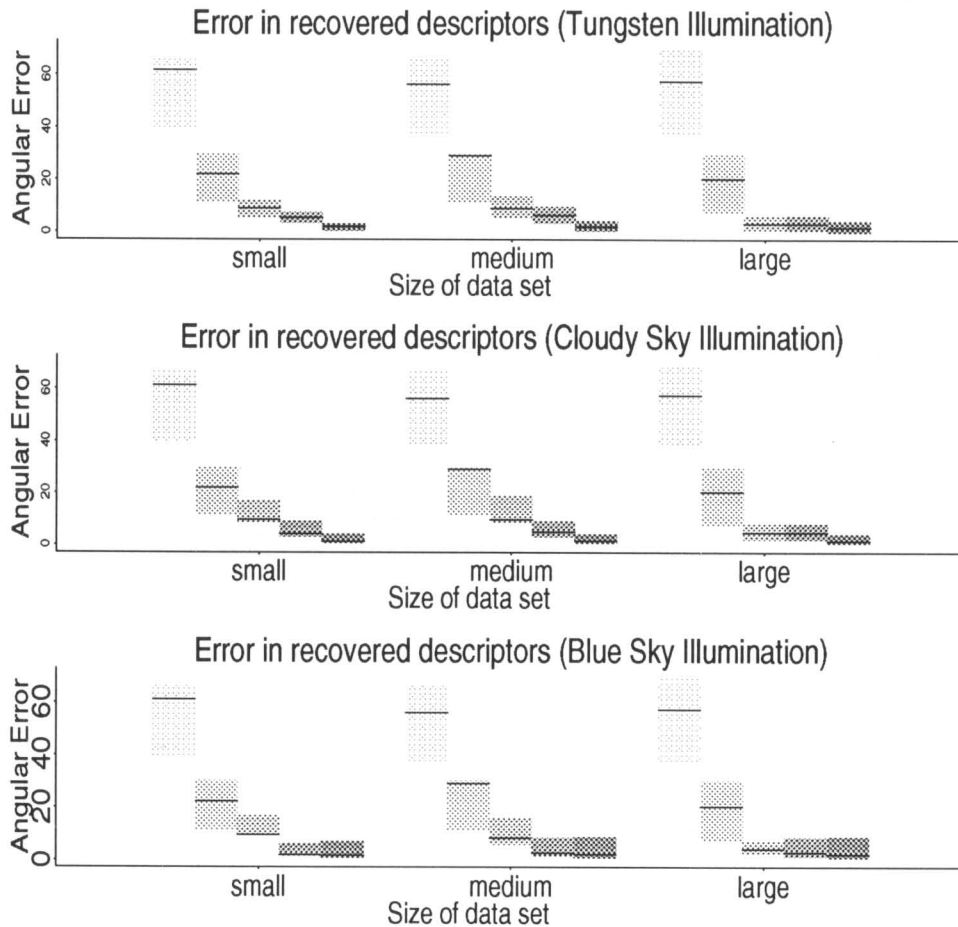 Error in recovered descriptors (Tungsten Illumination)
Angular Error
60
40
20
0
small
medium
large
Size of data set
Error in recovered descriptors (Cloudy Sky Illumination)
Angular Error
60
40
20
0
small
medium
large
Size of data set
Error in recovered descriptors (Blue Sky Illumination)
Angular Error
60
40
20
0
small
medium
large
Size of data set